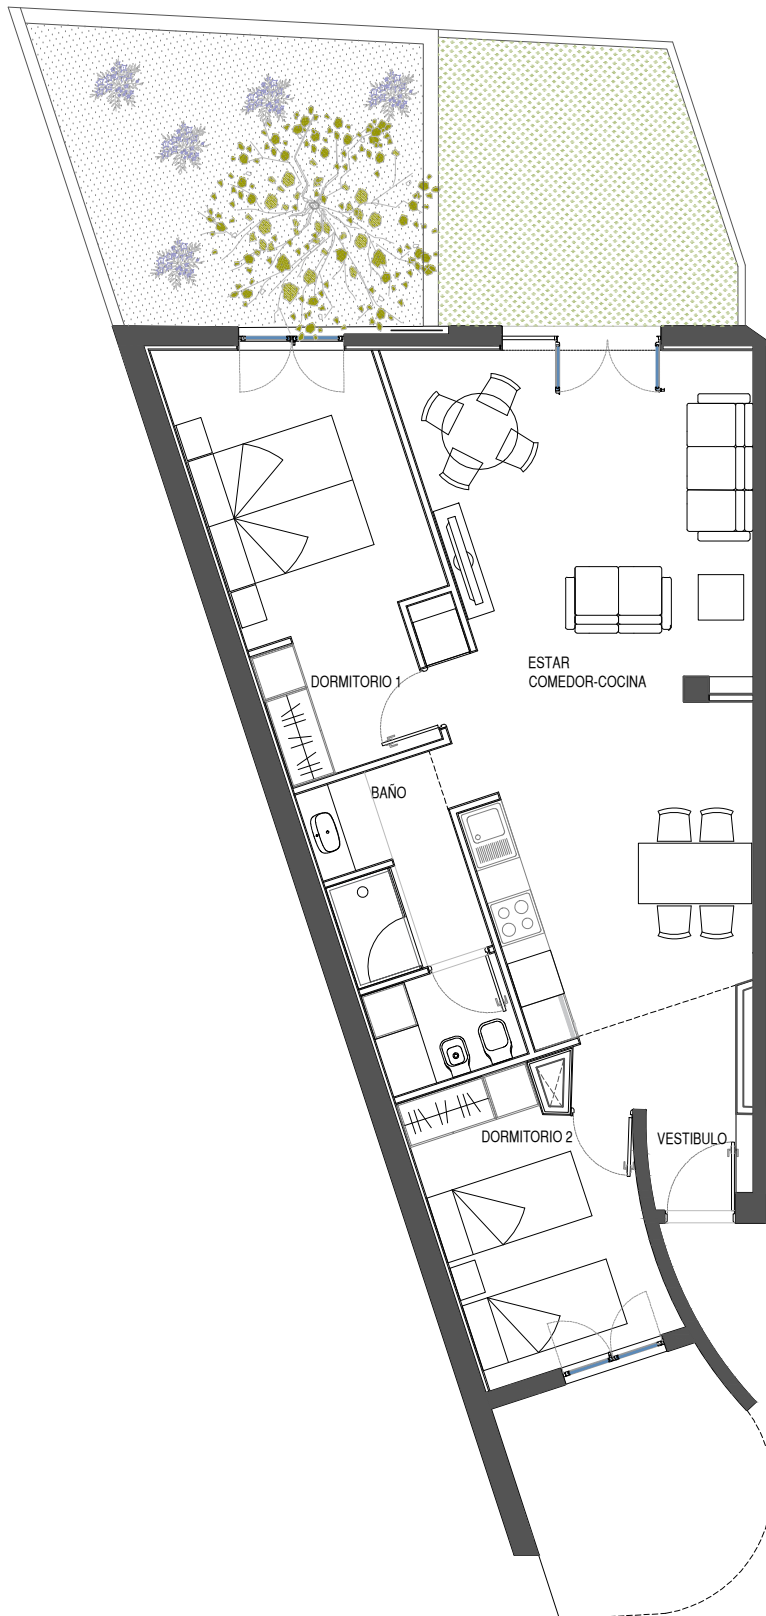 ESTAR
COMEDOR-COCINA
DORMITORIO 1
BAÑO
DORMITORIO 2
VESTIBULO